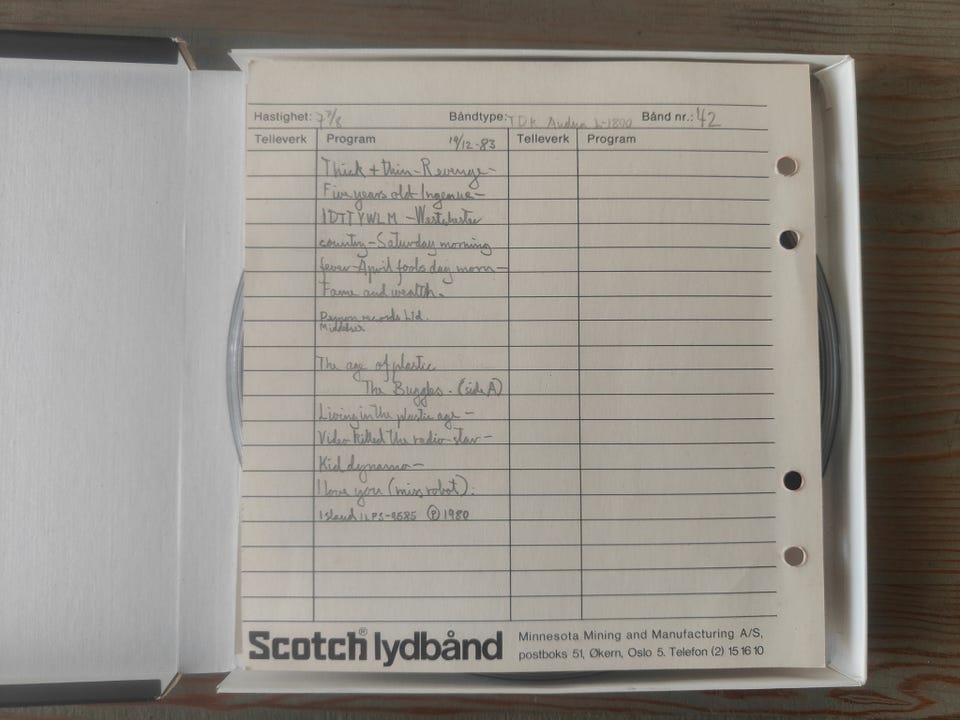 Hastighet: 7 3/8 Båndtype: TDK Audua L-1800 Bånd nr.: 42
Telleverk Program 19/12-83 Telleverk Program
Thick + thin - Revenge -
Five years old Ingenue -
IDTTYWLM - Westchester
country - Saturday morning
fever - April fools day morn -
Fame and wealth.
records Ltd.
The age of plastic
The Buggles. (side A)
Living in the plastic age -
Video killed the radio star -
Kid dynamo -
I love you (miss robot).
Island ILPS-9585 Ⓟ 1980
Scotch® lydbånd Minnesota Mining and Manufacturing A/S,
postboks 51, Økern, Oslo 5. Telefon (2) 15 16 10